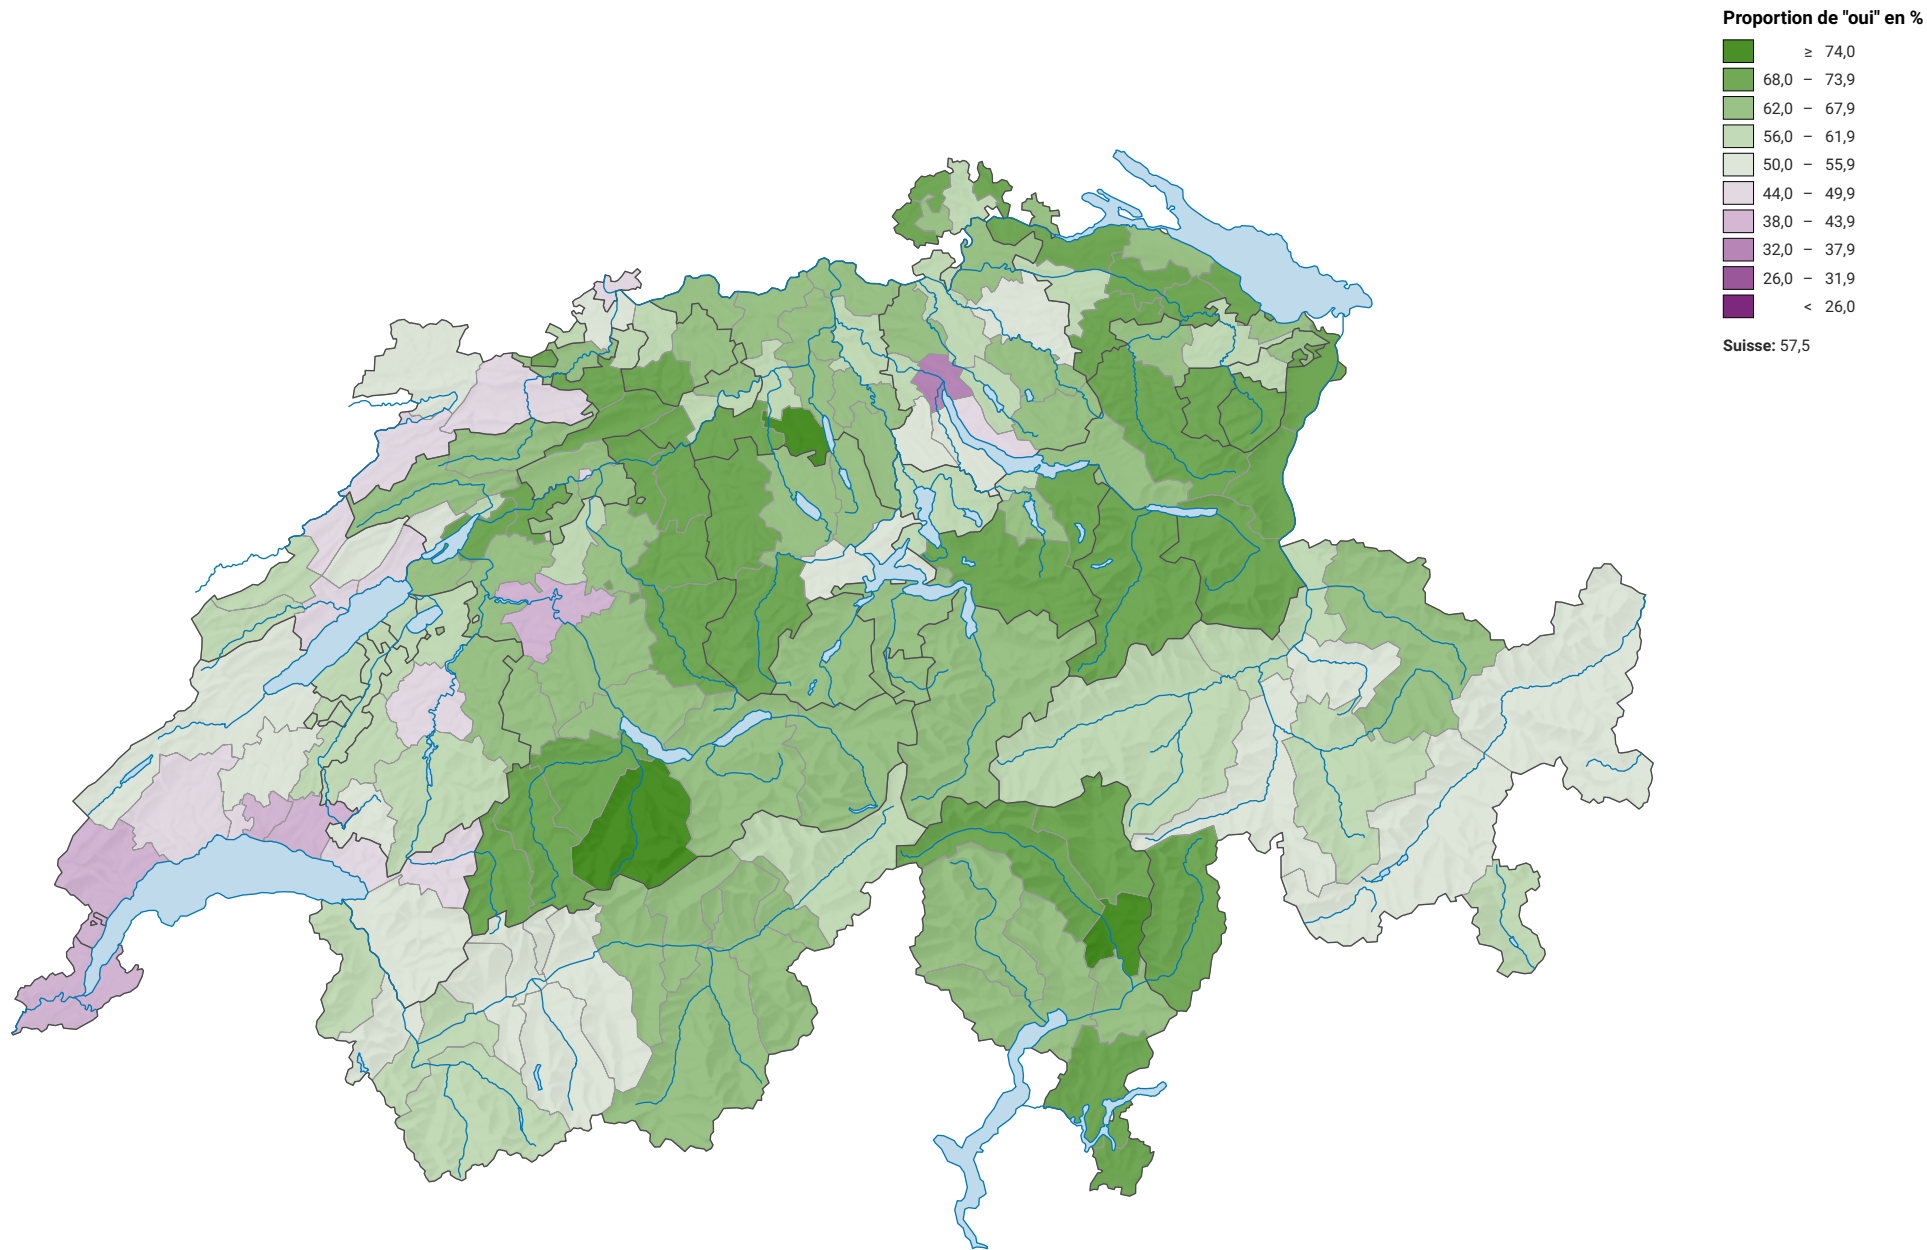 Proportion de "oui" en %
≥ 74,0
68,0 – 73,9
62,0 – 67,9
56,0 – 61,9
50,0 – 55,9
44,0 – 49,9
38,0 – 43,9
32,0 – 37,9
26,0 – 31,9
< 26,0
Suisse: 57,5